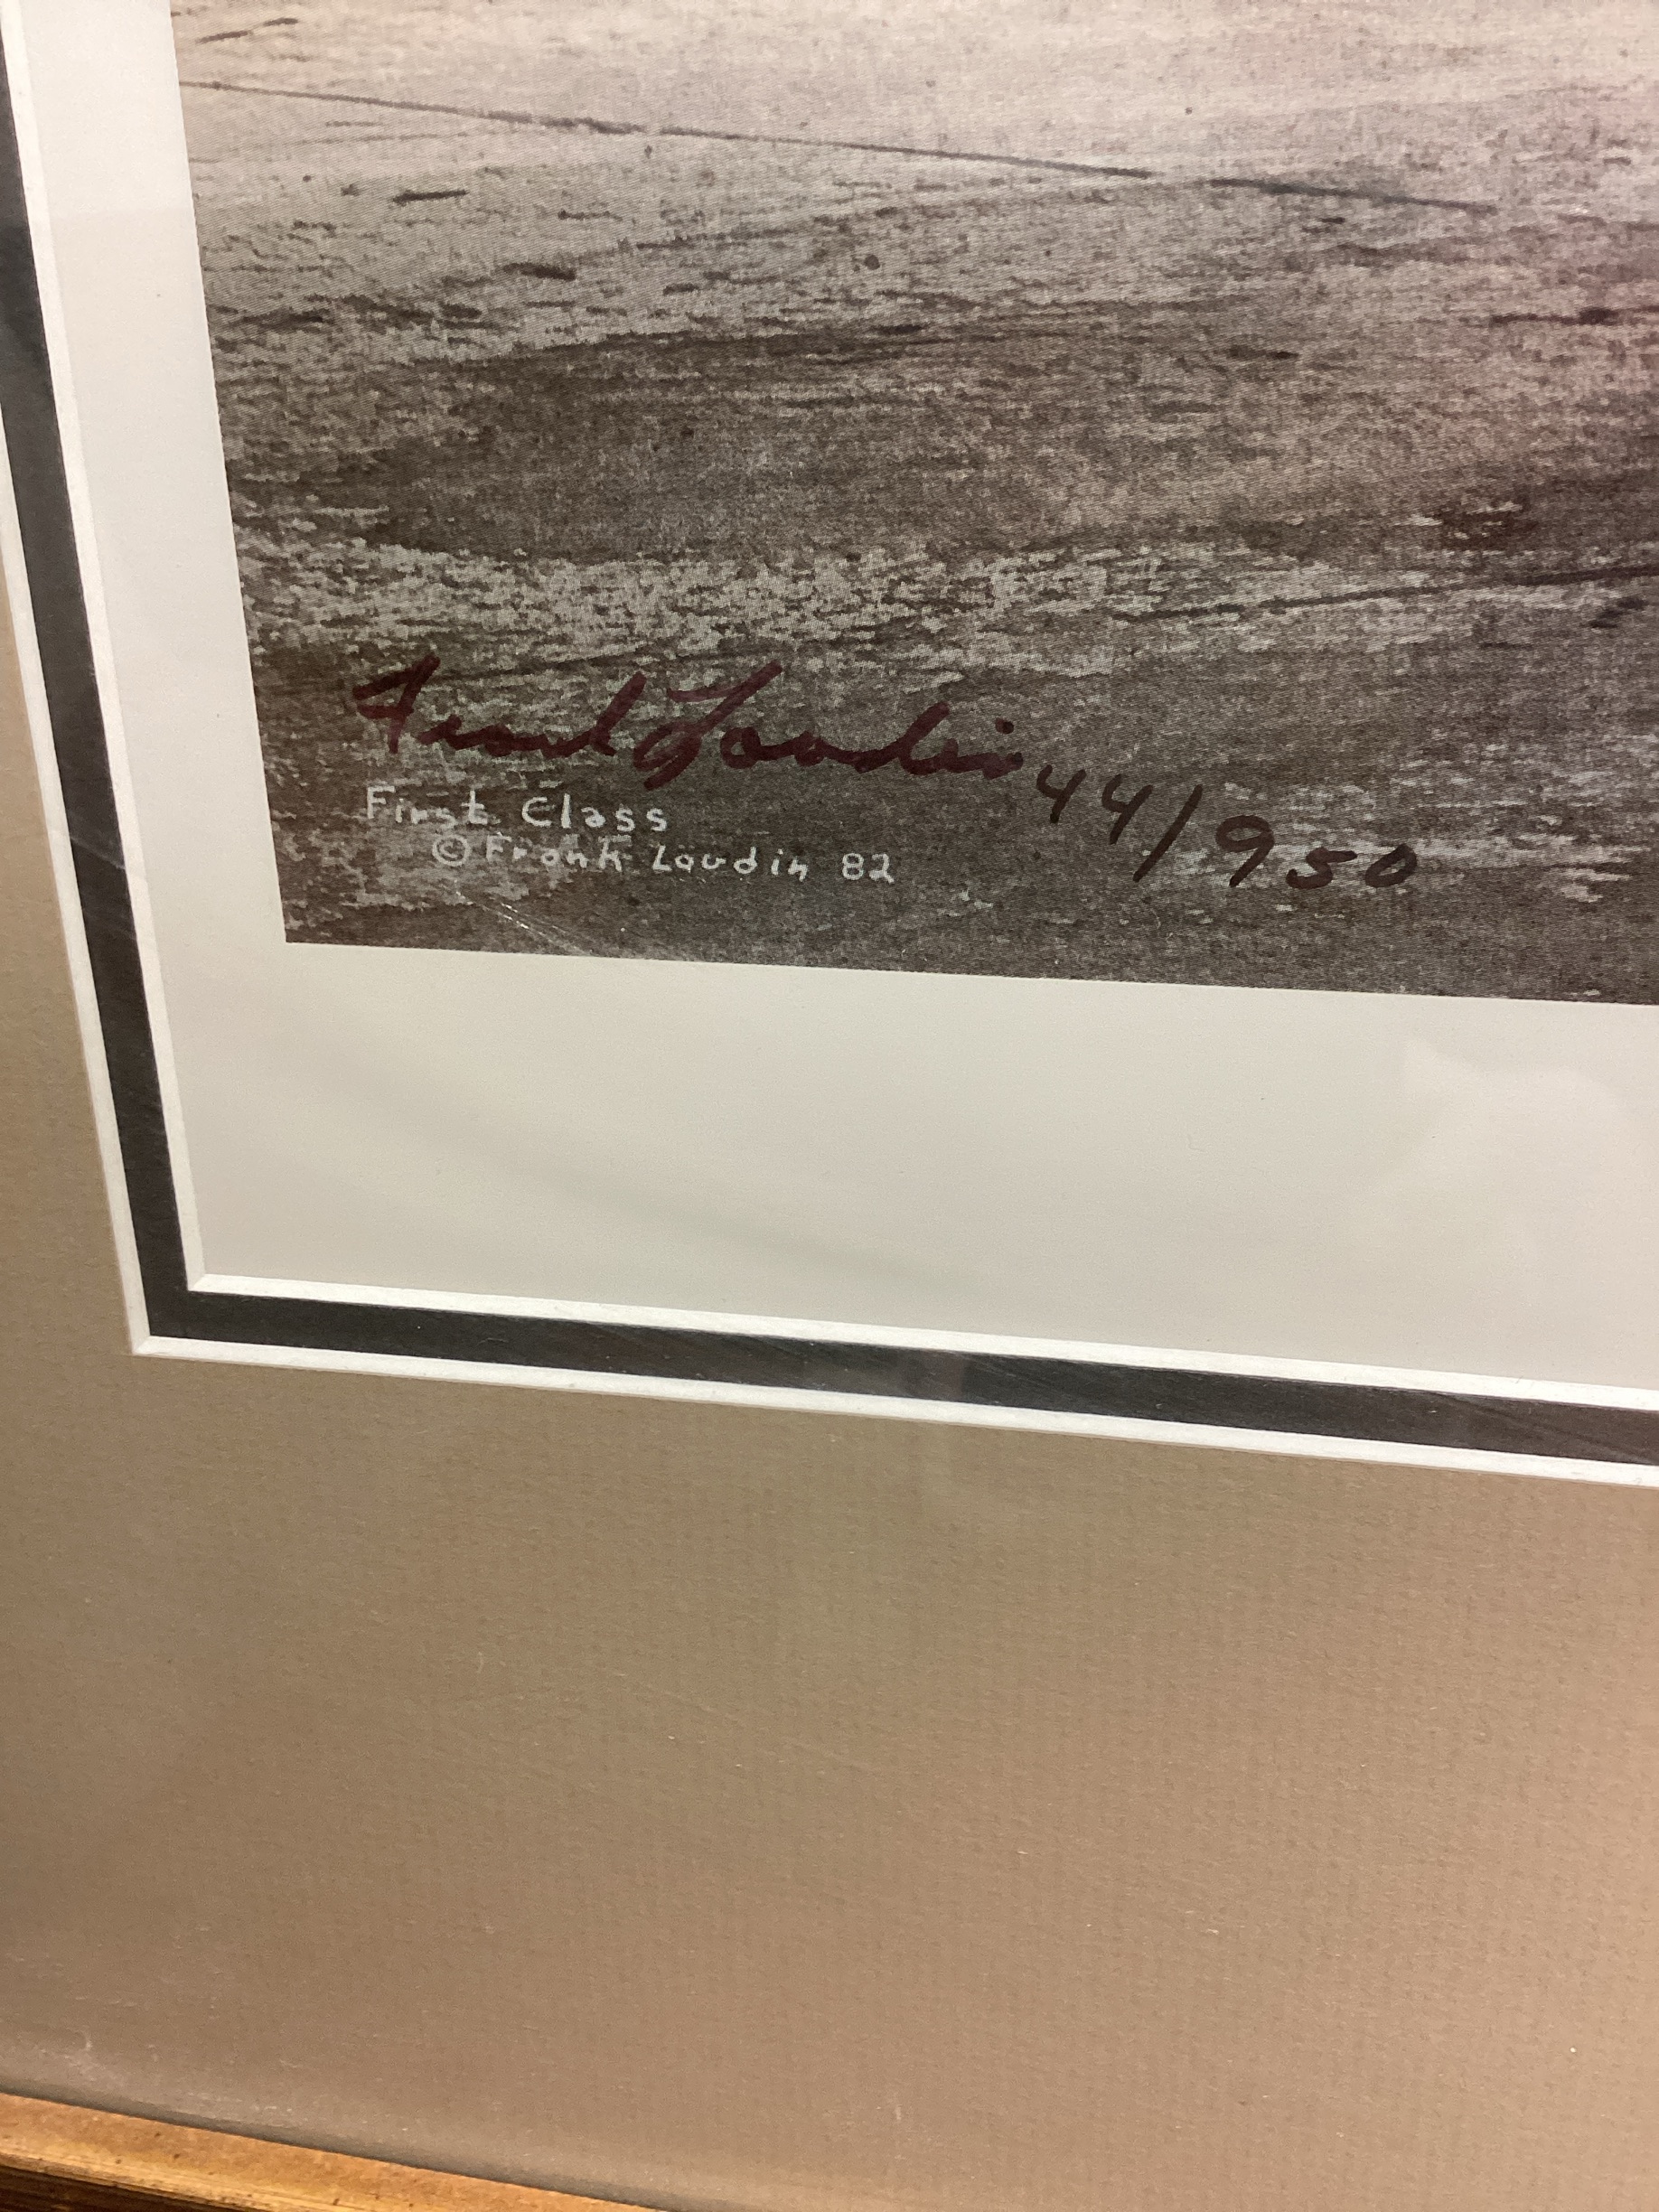 Frank Loudin 44/950
First Class
© Frank Loudin 82